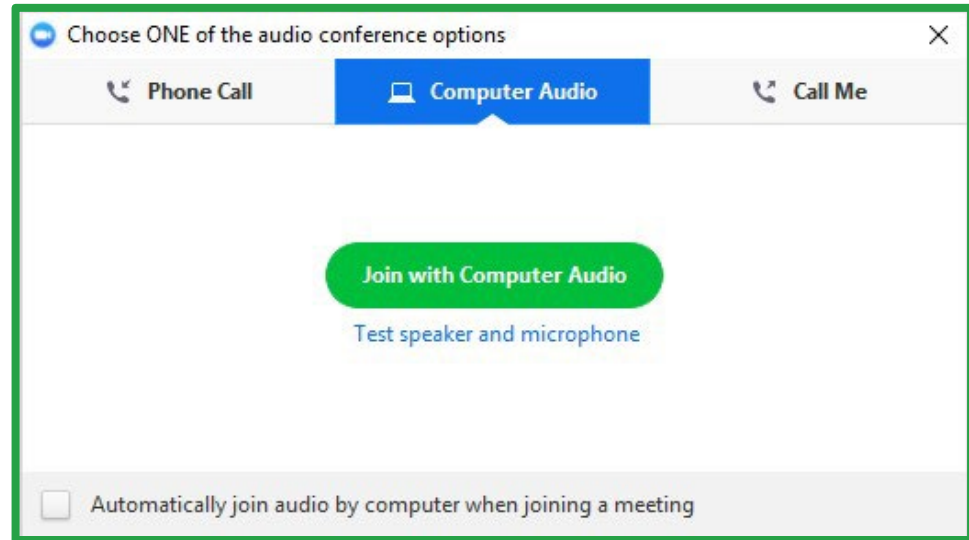 Choose ONE of the audio conference options
Phone Call
Computer Audio
Call Me
Join with Computer Audio
Test speaker and microphone
Automatically join audio by computer when joining a meeting